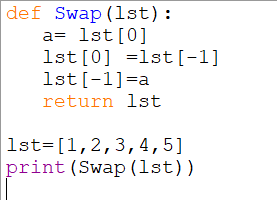 def Swap(lst):
   a= lst[0]
   lst[0] =lst[-1]
   lst[-1]=a
   return lst

lst=[1,2,3,4,5]
print(Swap(lst))